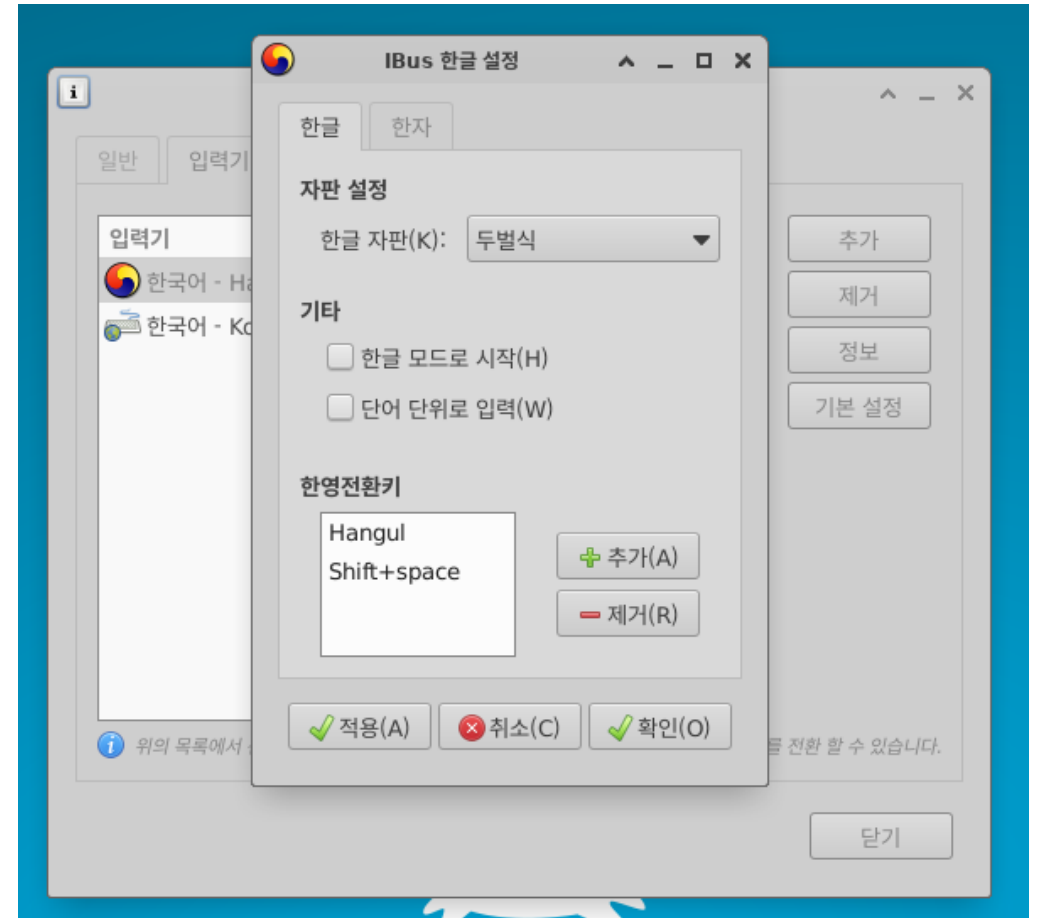 IBus 한글 설정
한글
한자
자판 설정
한글 자판(K):
두벌식
기타
한글 모드로 시작(H)
단어 단위로 입력(W)
한영전환키
Hangul
Shift+space
추가(A)
제거(R)
적용(A)
취소(C)
확인(O)
일반
입력기
입력기
한국어 - Ha
한국어 - Ko
추가
제거
정보
기본 설정
위의 목록에서
전환 할 수 있습니다.
닫기